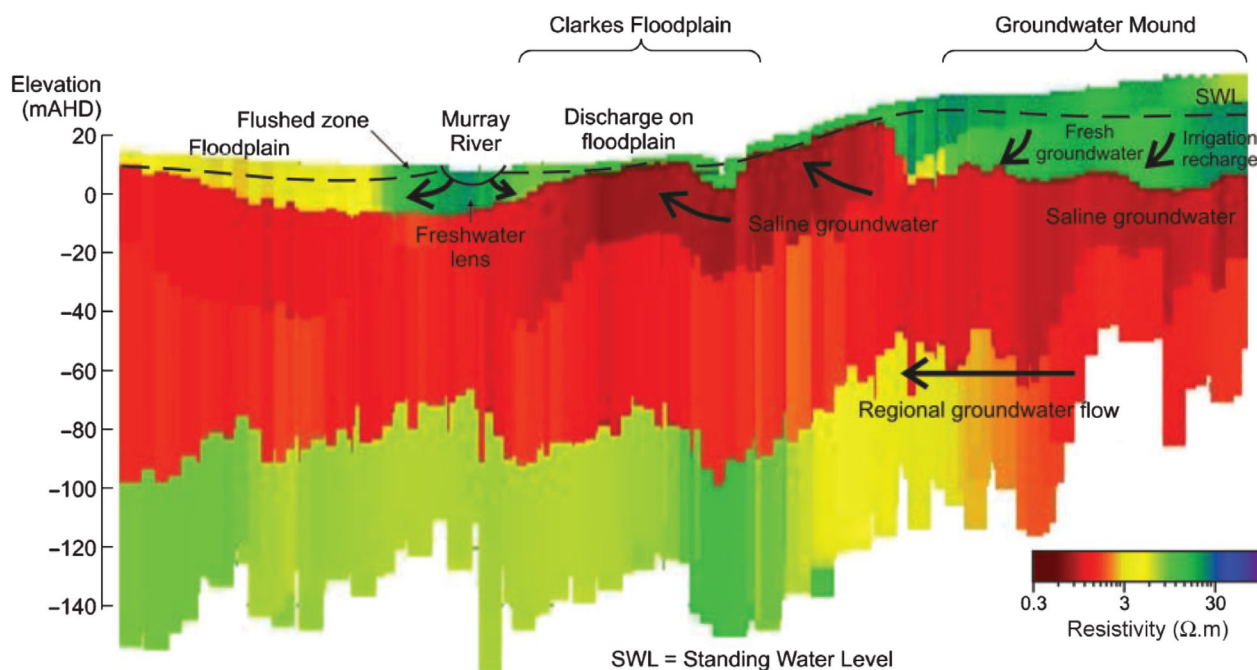 Clarkes Floodplain
Groundwater Mound
Elevation
(mAHD)
SWL
Flushed zone
Murray
River
Discharge on
floodplain
Fresh
groundwater
Irrigation
recharge
20
Floodplain
0
Freshwater
lens
Saline groundwater
Saline groundwater
−20
−40
−60
Regional groundwater flow
−80
−100
−120
−140
0.3 3 30
Resistivity (Ω.m)
SWL = Standing Water Level